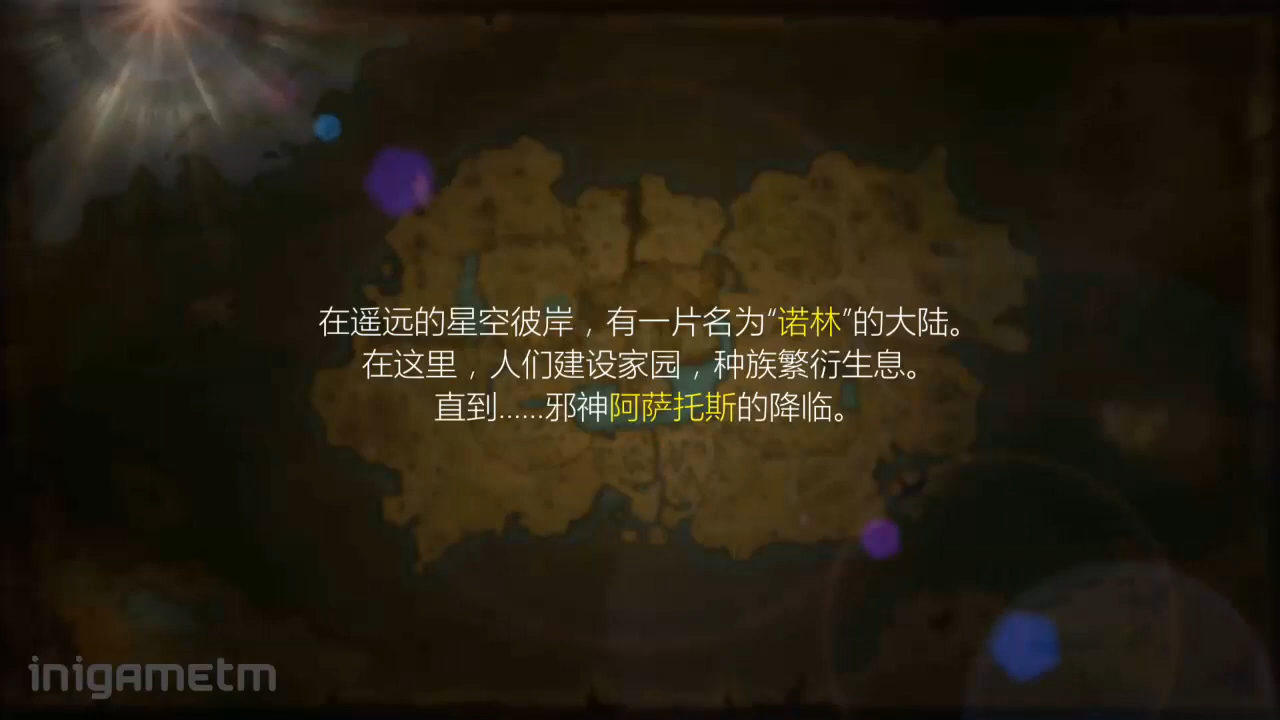 在遥远的星空彼岸，有一片名为“诺林”的大陆。
在这里，人们建设家园，种族繁衍生息。
直到......邪神阿萨托斯的降临。
inigametm